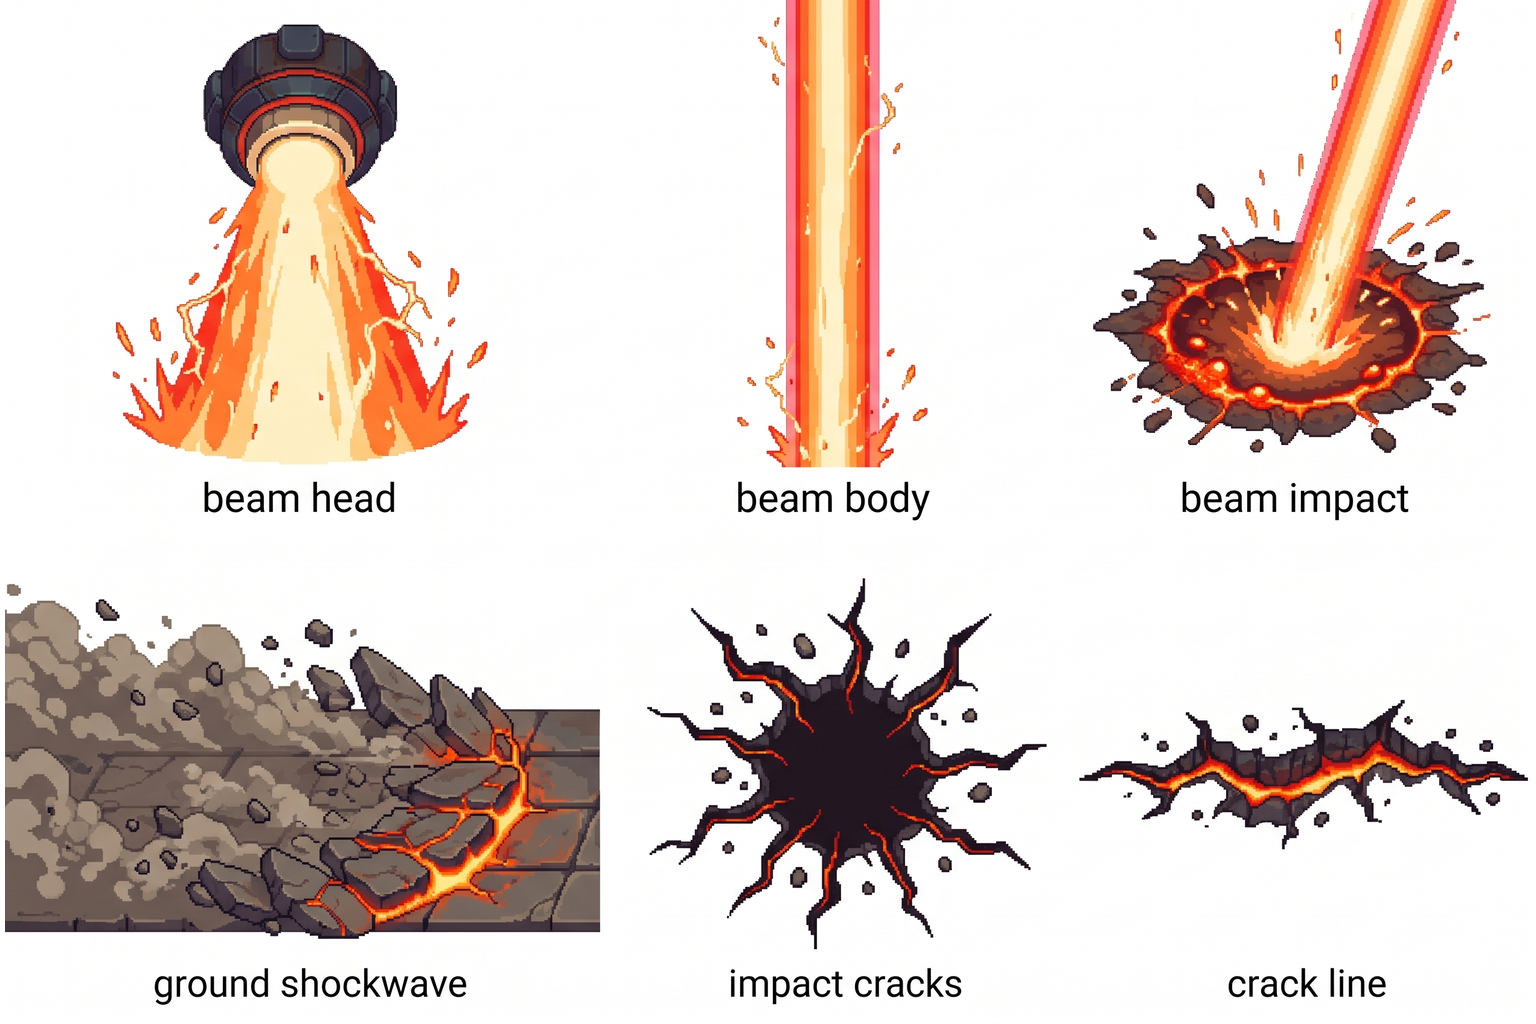 beam head
beam body
beam impact
ground shockwave
impact cracks
crack line